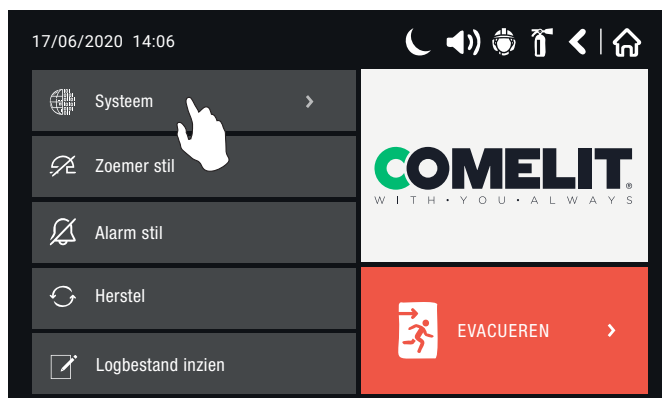 17/06/2020 14:06
Systeem
Zoemer stil
Alarm stil
Herstel
Logbestand inzien
COMELIT®
WITH·YOU·ALWAYS
EVACUEREN